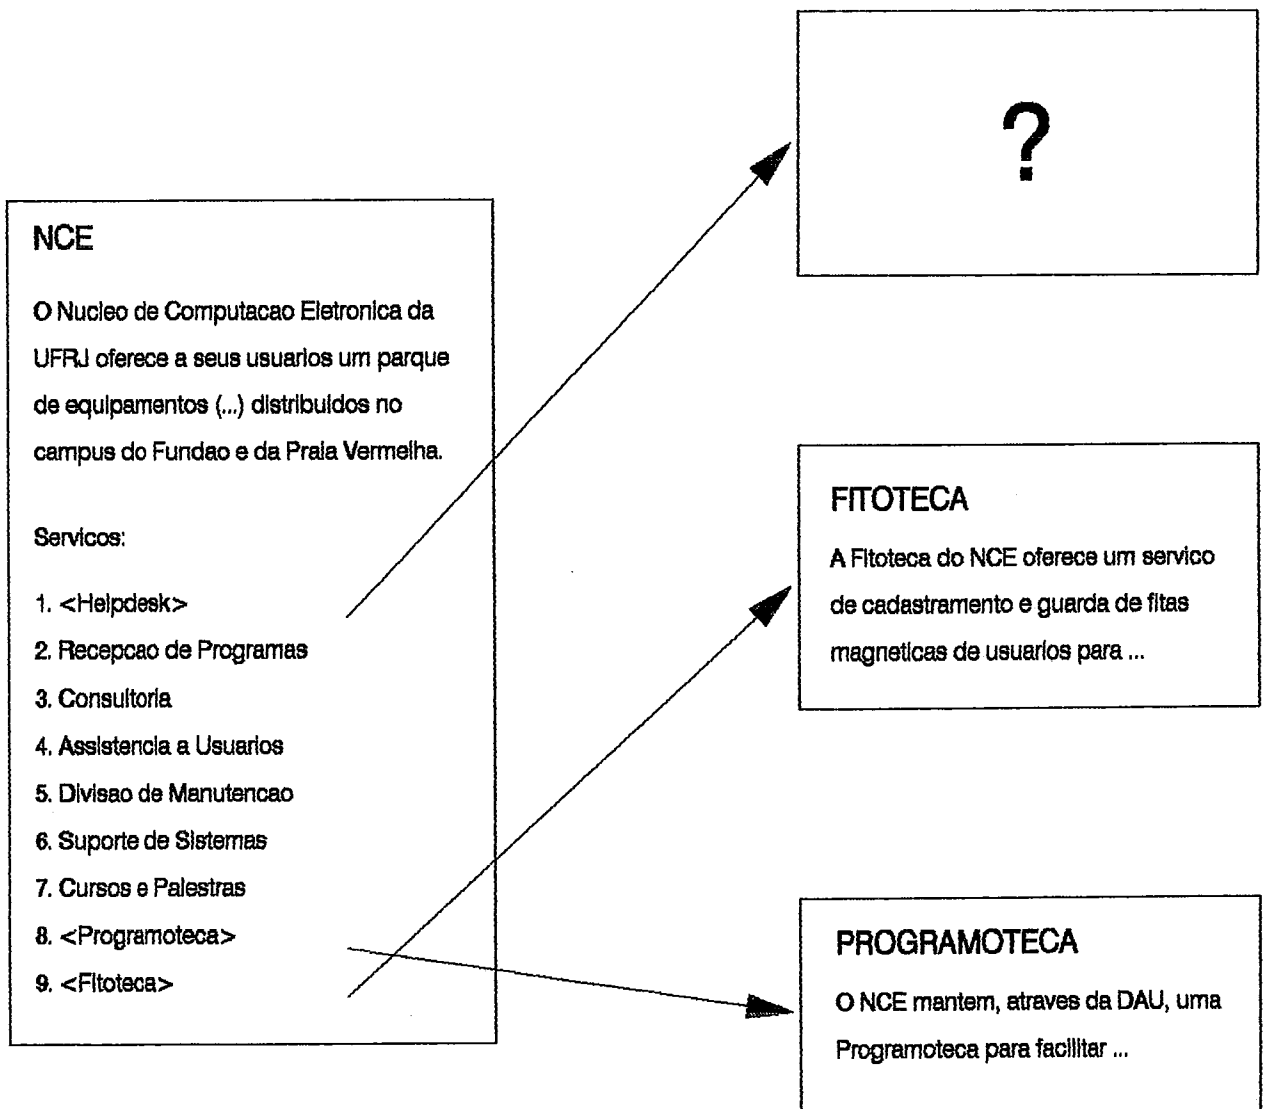 ?
NCE
O Nucleo de Computacao Eletronica da
UFRJ oferece a seus usuarios um parque
de equipamentos (...) distribuidos no
campus do Fundao e da Praia Vermelha.
Servicos:
1. <Helpdesk>
2. Recepcao de Programas
3. Consultoria
4. Assistencia a Usuarios
5. Divisao de Manutencao
6. Suporte de Sistemas
7. Cursos e Palestras
8. <Programoteca>
9. <Fitoteca>
FITOTECA
A Fitoteca do NCE oferece um servico
de cadastramento e guarda de fitas
magneticas de usuarios para ...
PROGRAMOTECA
O NCE mantem, atraves da DAU, uma
Programoteca para facilitar ...